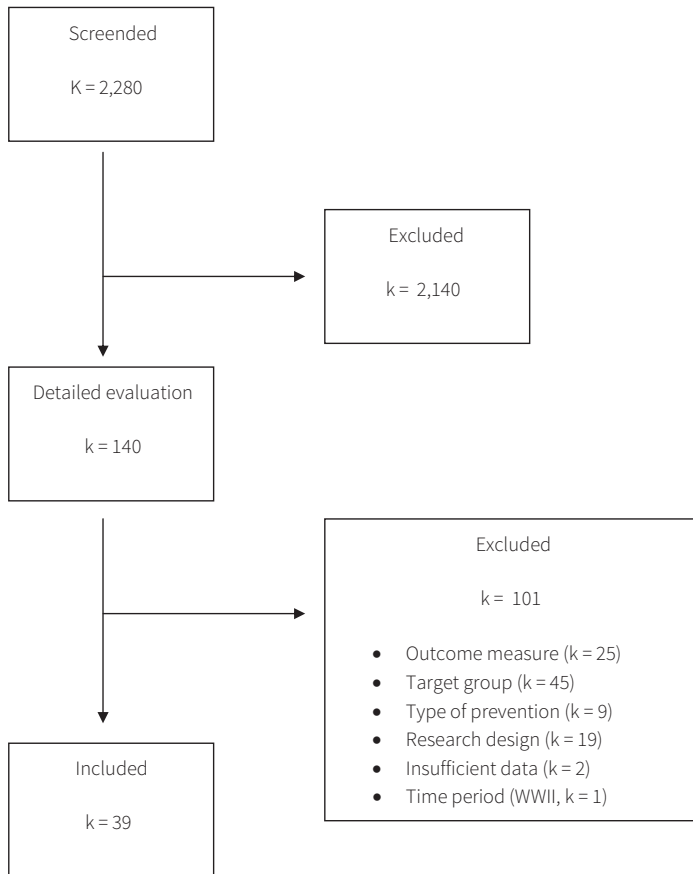 Screended
K = 2,280
Excluded
k = 2,140
Detailed evaluation
k = 140
Excluded
k = 101
• Outcome measure (k = 25)
• Target group (k = 45)
• Type of prevention (k = 9)
• Research design (k = 19)
• Insufficient data (k = 2)
• Time period (WWII, k = 1)
Included
k = 39